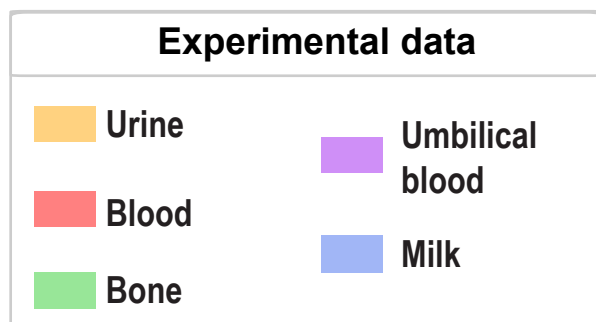 Experimental data
Urine
Blood
Bone
Umbilical
blood
Milk